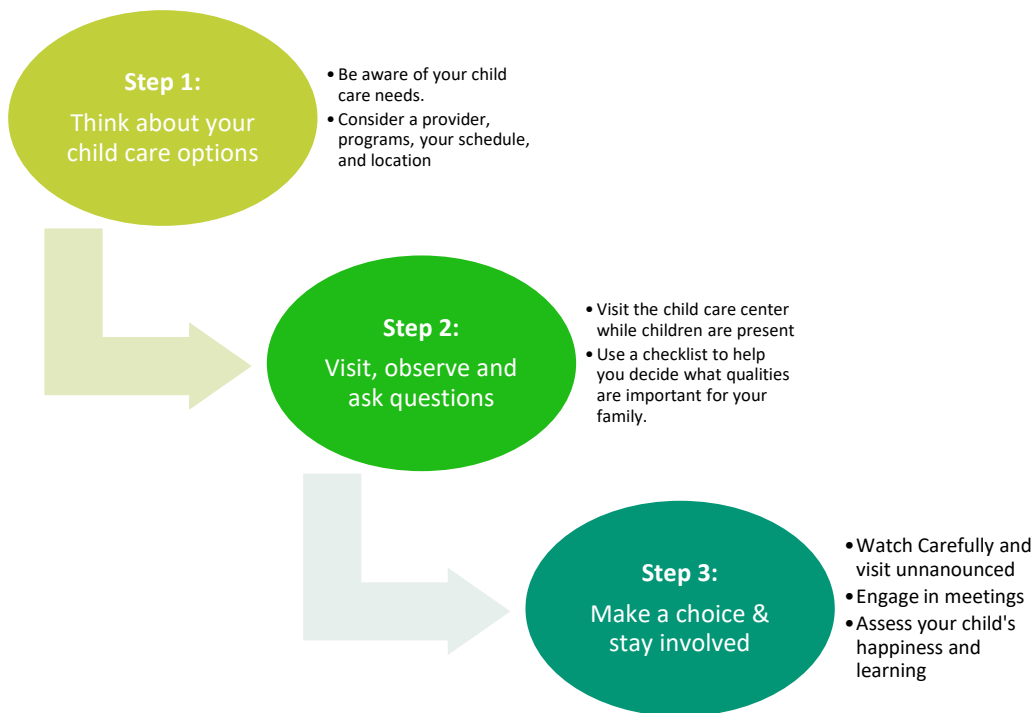 Step 1:
Think about your
child care options
•Be aware of your child
care needs.
•Consider a provider,
programs, your schedule,
and location
Step 2:
Visit, observe and
ask questions
•Visit the child care center
while children are present
•Use a checklist to help
you decide what qualities
are important for your
family.
Step 3:
Make a choice &
stay involved
•Watch Carefully and
visit unnanounced
•Engage in meetings
•Assess your child's
happiness and
learning